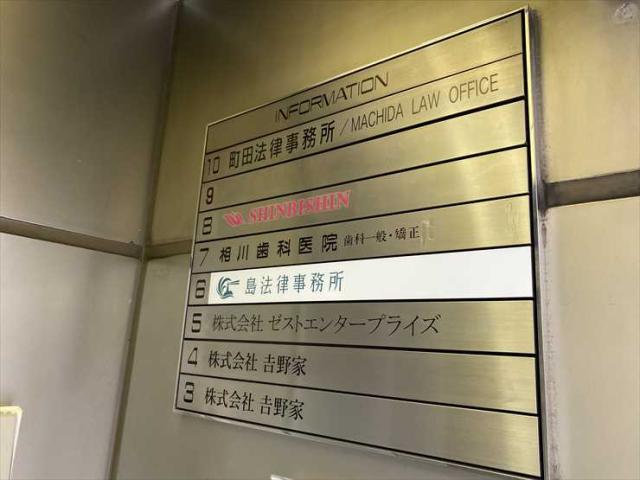 INFORMATION
10 町田法律事務所/MACHIDA LAW OFFICE
9
8 SHINBISHIN
7 相川歯科医院 歯科一般・矯正
6 島法律事務所
5 株式会社 ゼストエンタープライズ
4 株式会社 𠮷野家
3 株式会社 𠮷野家